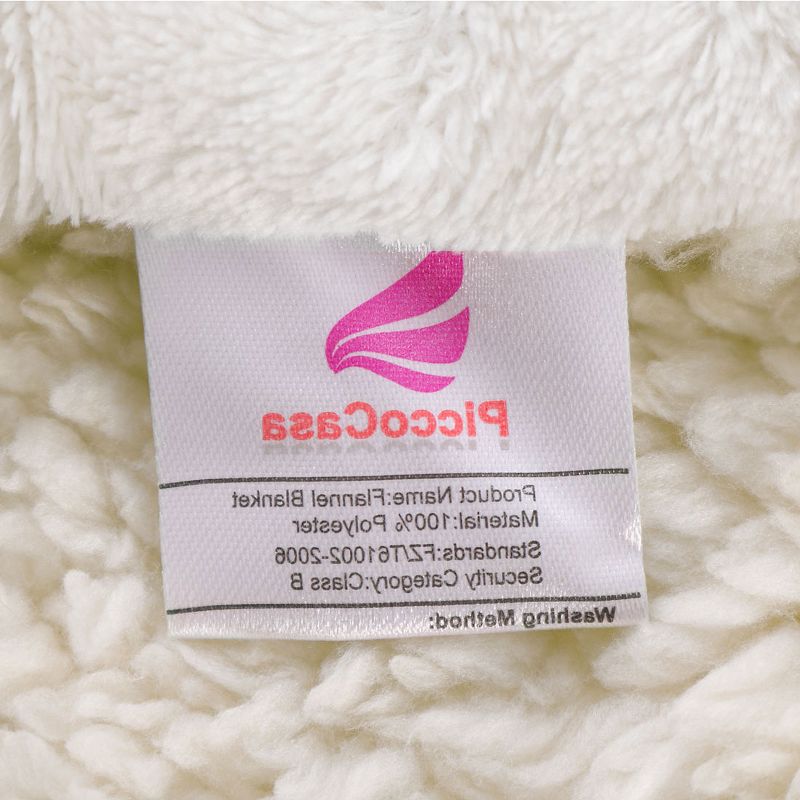 PiccoCasa
Product Name:Flannel Blanket
Material:100% Polyester
Standards:FZ/T61002-2006
Security Category:Class B
Washing Method: